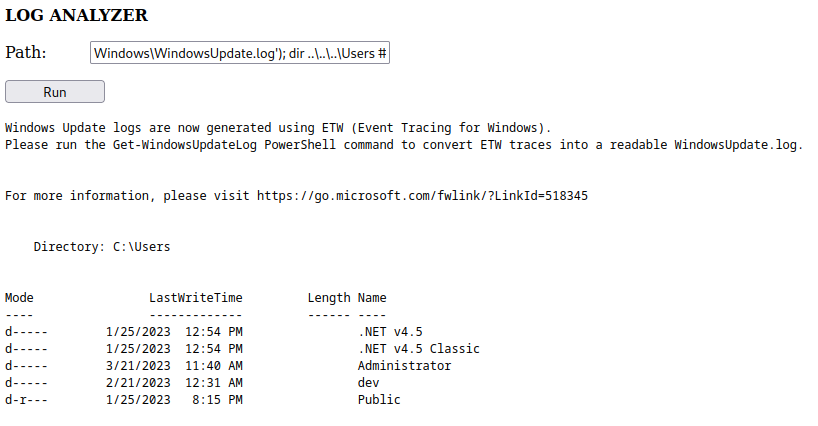 LOG ANALYZER
Path: Windows\WindowsUpdate.log'); dir ..\..\..\Users #
Run
Windows Update logs are now generated using ETW (Event Tracing for Windows).
Please run the Get-WindowsUpdateLog PowerShell command to convert ETW traces into a readable WindowsUpdate.log.
For more information, please visit https://go.microsoft.com/fwlink/?LinkId=518345
    Directory: C:\Users
Mode                LastWriteTime         Length Name
----                -------------         ------ ----
d-----        1/25/2023  12:54 PM                .NET v4.5
d-----        1/25/2023  12:54 PM                .NET v4.5 Classic
d-----        3/21/2023  11:40 AM                Administrator
d-----        2/21/2023  12:31 AM                dev
d-r---        1/25/2023   8:15 PM                Public